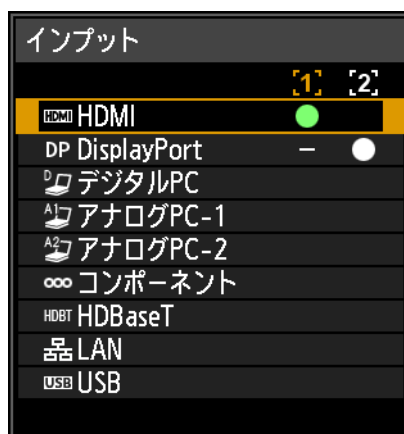 インプット
[1] [2]
HDMI HDMI
DP DisplayPort –
D デジタルPC
A1 アナログPC-1
A2 アナログPC-2
コンポーネント
HDBT HDBaseT
LAN
USB USB